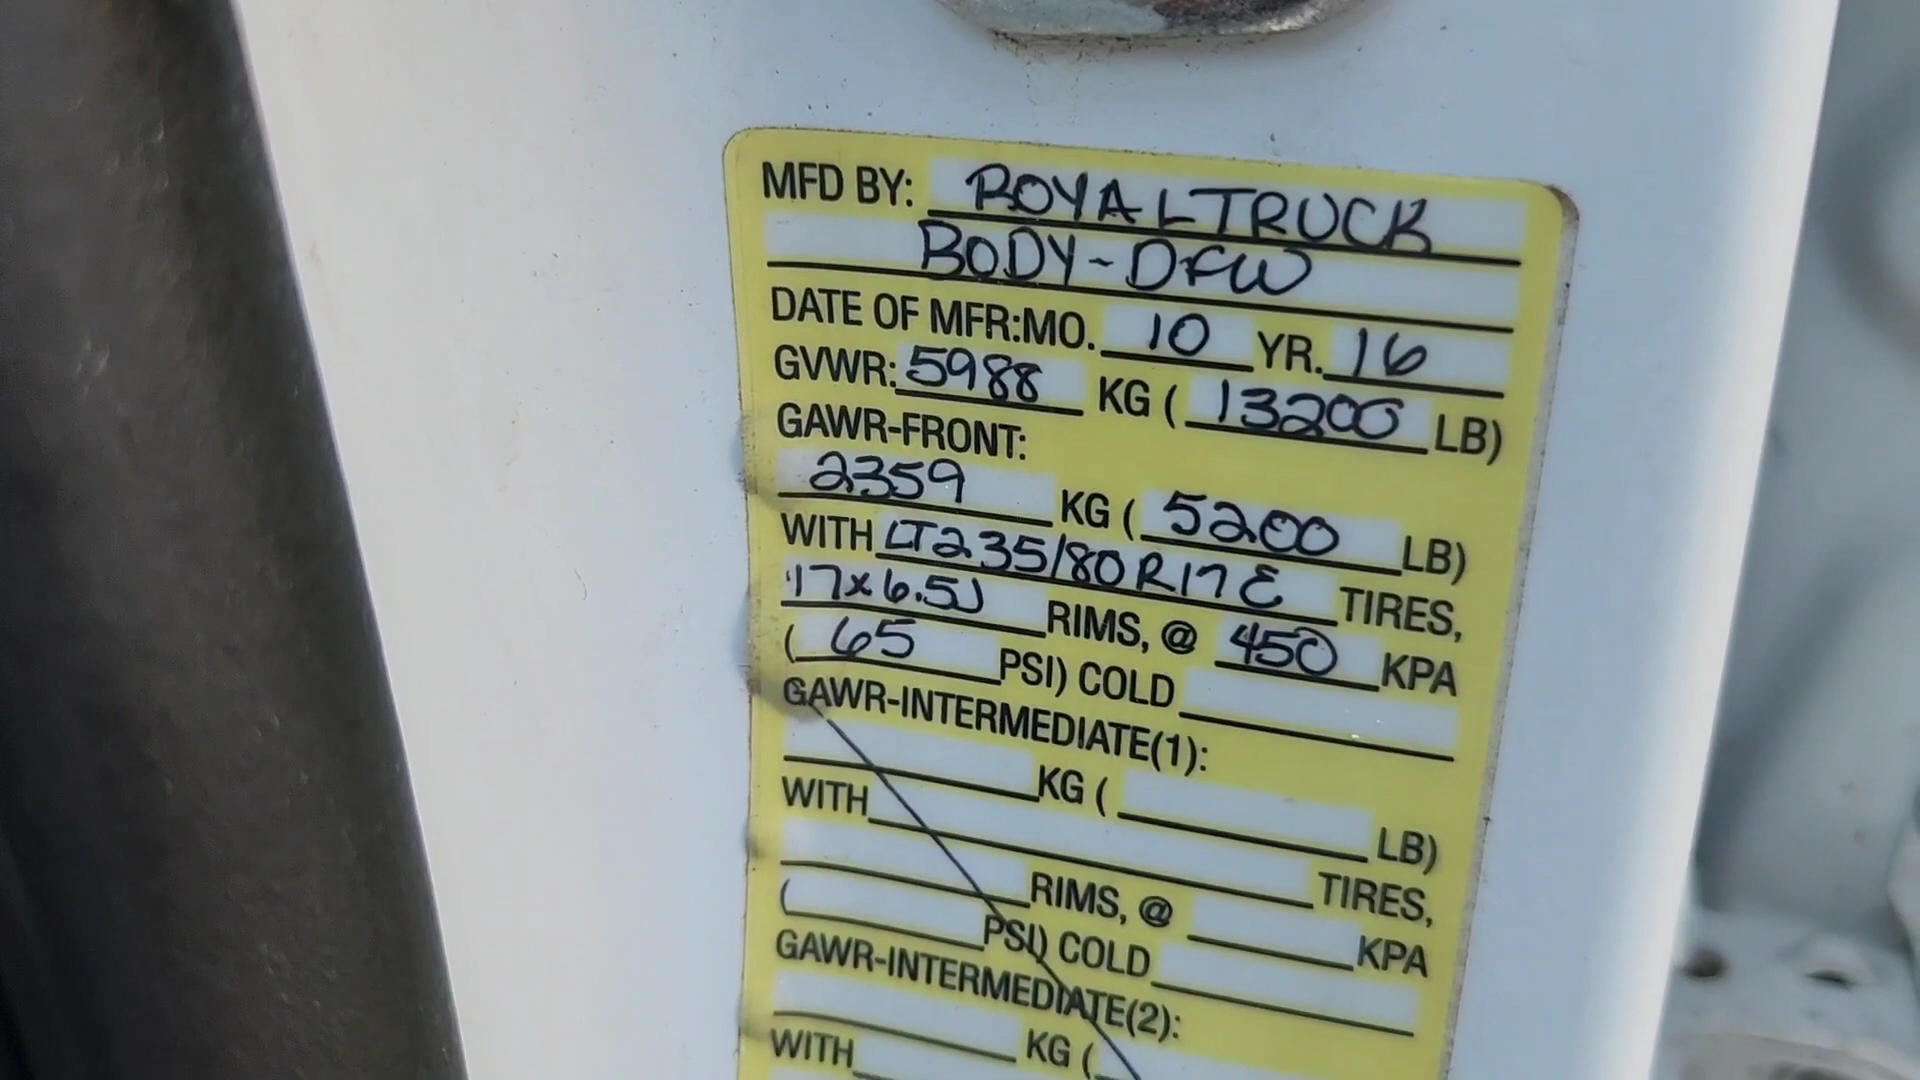 MFD BY: ROYAL TRUCK
BODY-DFW
DATE OF MFR:MO. 10 YR. 16
GVWR: 5988 KG ( 13200 LB)
GAWR-FRONT:
2359 KG ( 5200 LB)
WITH LT235/80R17E TIRES,
17x6.5J RIMS, @ 450 KPA
( 65 PSI) COLD
GAWR-INTERMEDIATE(1):
KG ( LB)
WITH TIRES,
RIMS, @ KPA
( PSI) COLD
GAWR-INTERMEDIATE(2):
KG (
WITH